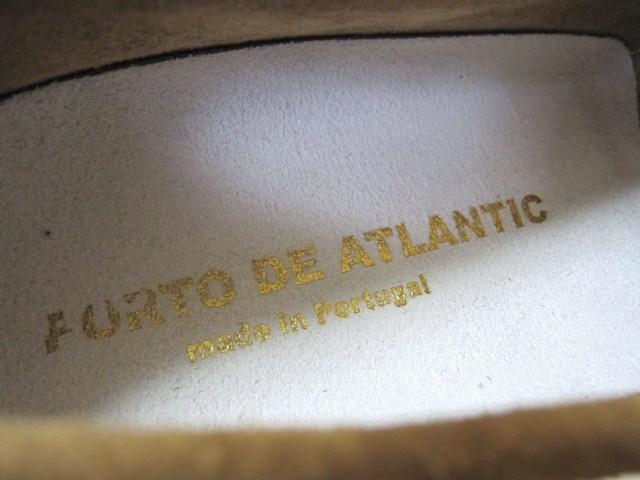 PORTO DE ATLANTIC
made in Portugal